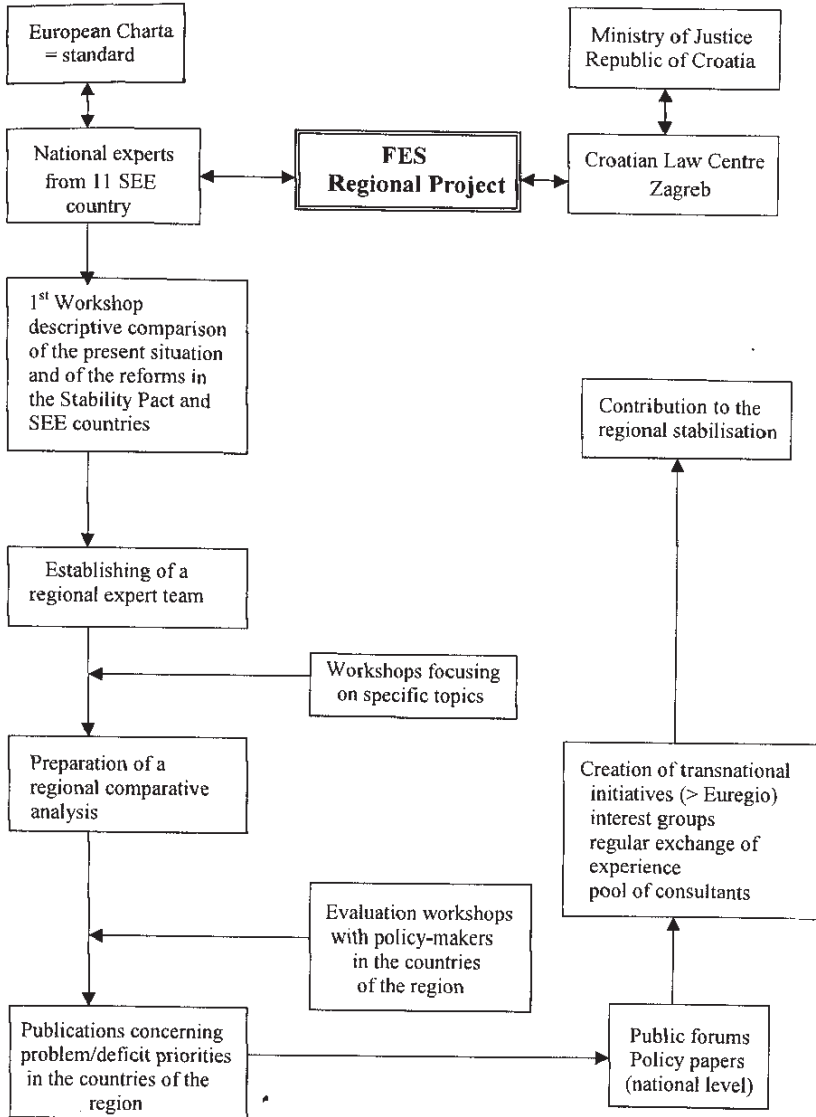 European Charta
= standard
Ministry of Justice
Republic of Croatia
National experts
from 11 SEE
country
FES
Regional Project
Croatian Law Centre
Zagreb
1st Workshop
descriptive comparison
of the present situation
and of the reforms in
the Stability Pact and
SEE countries
Contribution to the
regional stabilisation
Establishing of a
regional expert team
Workshops focusing
on specific topics
Preparation of a
regional comparative
analysis
Creation of transnational
initiatives (> Euregio)
interest groups
regular exchange of
experience
pool of consultants
Evaluation workshops
with policy-makers
in the countries
of the region
Publications concerning
problem/deficit priorities
in the countries of the
region
Public forums
Policy papers
(national level)